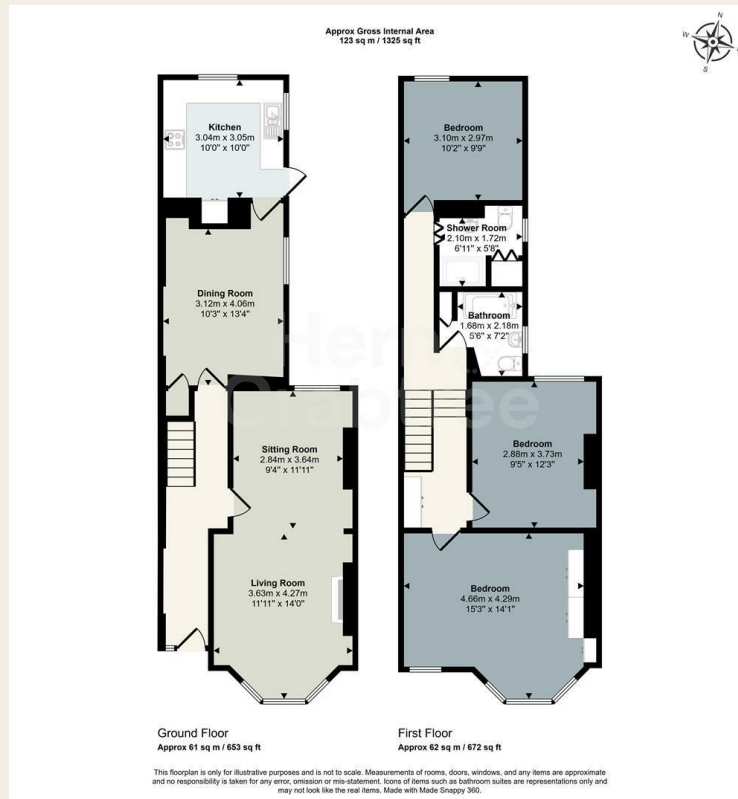 Approx Gross Internal Area
123 sq m / 1325 sq ft
N
W
S
Kitchen
3.04m x 3.05m
10'0" x 10'0"
Dining Room
3.12m x 4.06m
10'3" x 13'4"
Sitting Room
2.84m x 3.64m
9'4" x 11'11"
Living Room
3.63m x 4.27m
11'11" x 14'0"
Bedroom
3.10m x 2.97m
10'2" x 9'9"
Shower Room
2.10m x 1.72m
6'11" x 5'8"
Bathroom
1.68m x 2.18m
5'6" x 7'2"
Bedroom
2.88m x 3.73m
9'5" x 12'3"
Bedroom
4.66m x 4.29m
15'3" x 14'1"
Crabtree
Ground Floor
Approx 61 sq m / 653 sq ft
First Floor
Approx 62 sq m / 672 sq ft
This floorplan is only for illustrative purposes and is not to scale. Measurements of rooms, doors, windows, and any items are approximate
and no responsibility is taken for any error, omission or mis-statement. Icons of items such as bathroom suites are representations only and
may not look like the real items. Made with Made Snappy 360.